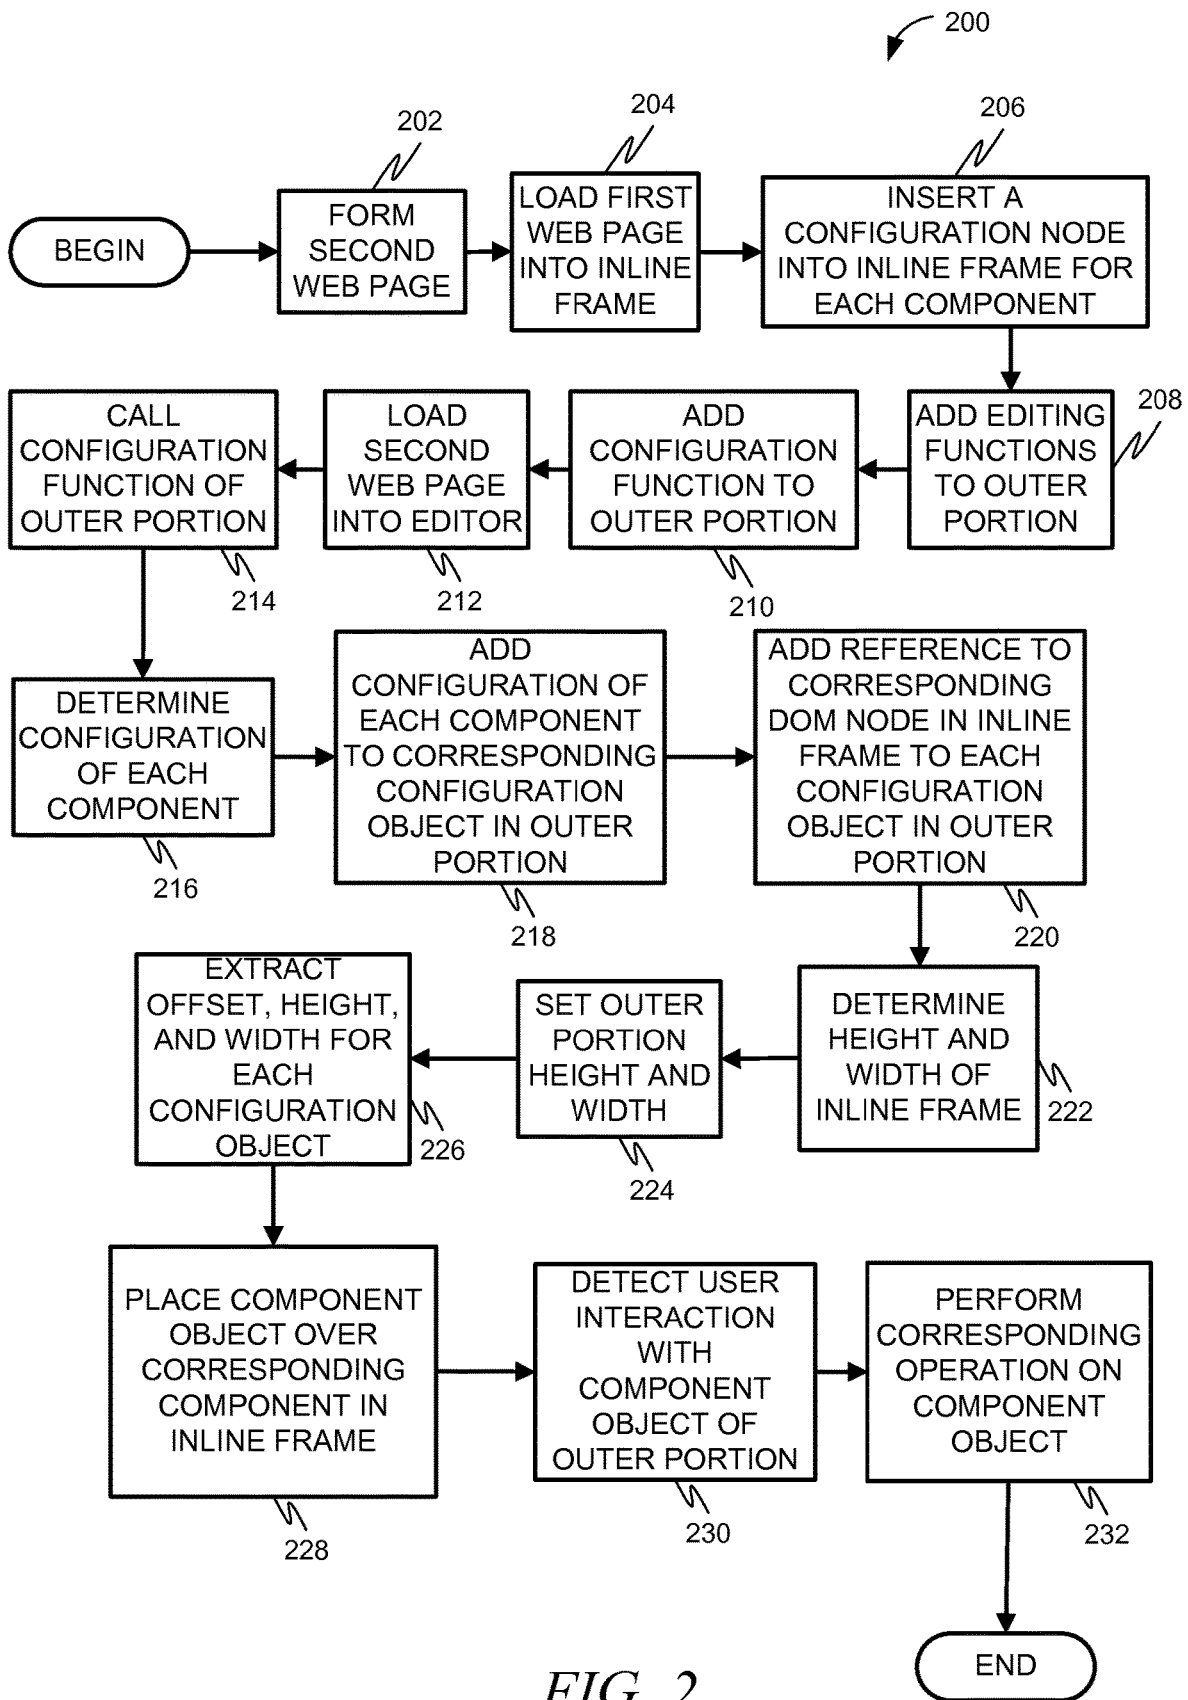 200
202
204
206
BEGIN
FORM
SECOND
WEB PAGE
LOAD FIRST
WEB PAGE
INTO INLINE
FRAME
INSERT A
CONFIGURATION NODE
INTO INLINE FRAME FOR
EACH COMPONENT
208
ADD EDITING
FUNCTIONS
TO OUTER
PORTION
ADD
CONFIGURATION
FUNCTION TO
OUTER PORTION
210
LOAD
SECOND
WEB PAGE
INTO EDITOR
212
CALL
CONFIGURATION
FUNCTION OF
OUTER PORTION
214
DETERMINE
CONFIGURATION
OF EACH
COMPONENT
216
ADD
CONFIGURATION OF
EACH COMPONENT
TO CORRESPONDING
CONFIGURATION
OBJECT IN OUTER
PORTION
218
ADD REFERENCE TO
CORRESPONDING
DOM NODE IN INLINE
FRAME TO EACH
CONFIGURATION
OBJECT IN OUTER
PORTION
220
DETERMINE
HEIGHT AND
WIDTH OF
INLINE FRAME
222
SET OUTER
PORTION
HEIGHT AND
WIDTH
224
EXTRACT
OFFSET, HEIGHT,
AND WIDTH FOR
EACH
CONFIGURATION
OBJECT
226
PLACE COMPONENT
OBJECT OVER
CORRESPONDING
COMPONENT IN
INLINE FRAME
228
DETECT USER
INTERACTION
WITH
COMPONENT
OBJECT OF
OUTER PORTION
230
PERFORM
CORRESPONDING
OPERATION ON
COMPONENT
OBJECT
232
END
FIG. 2